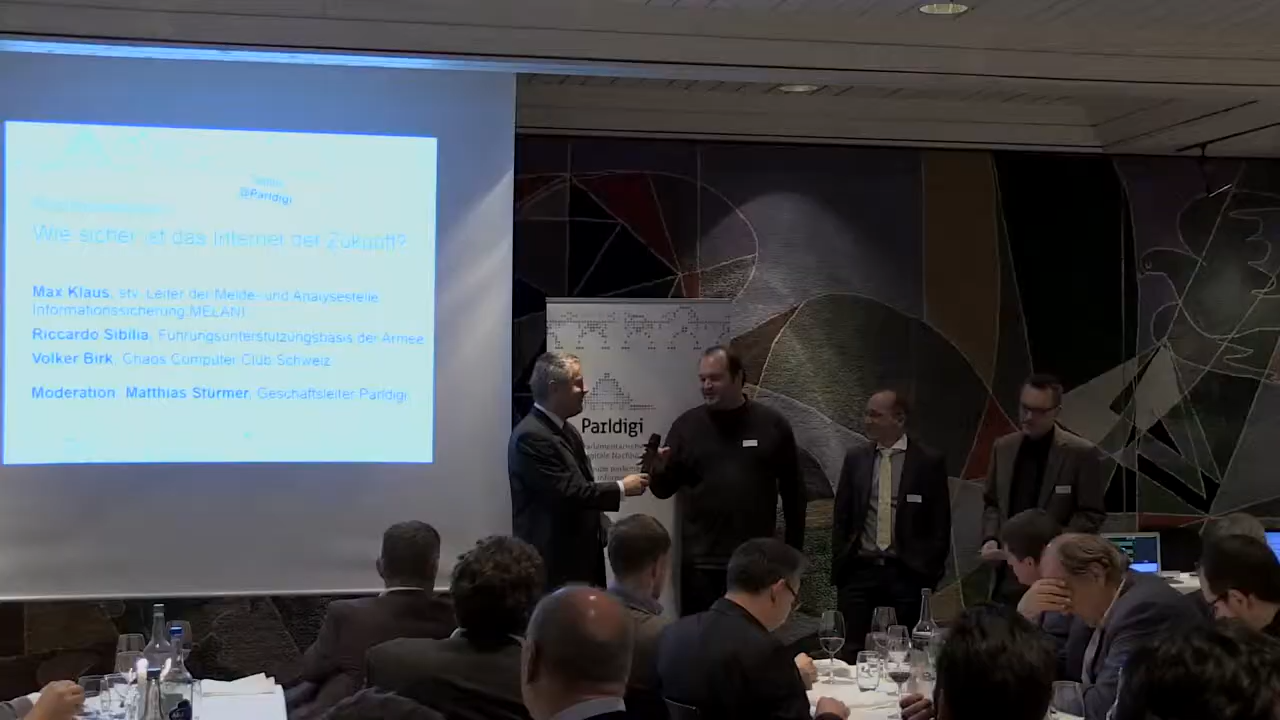 @Parldigi
Wie sicher ist das Internet der Zukunft?
Max Klaus, stv. Leiter der Melde- und Analysestelle
Informationssicherung MELANI
Riccardo Sibilia, Führungsunterstützungsbasis der Armee
Volker Birk, Chaos Computer Club Schweiz
Moderation: Matthias Stürmer, Geschäftsleiter Parldigi
Parldigi